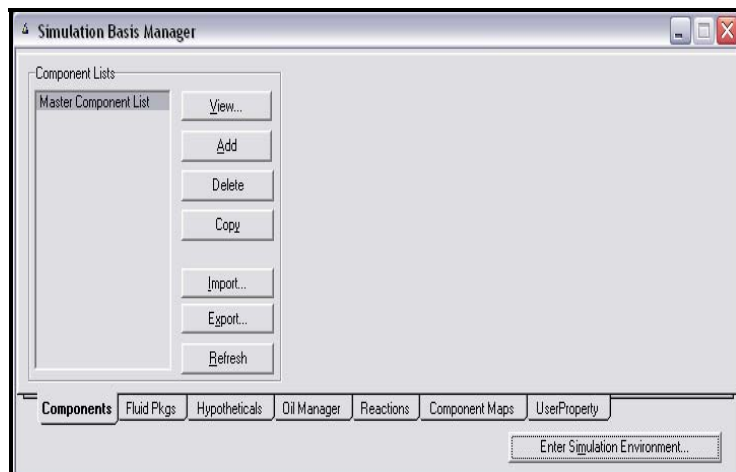 Simulation Basis Manager
Component Lists
Master Component List
View...
Add
Delete
Copy
Import...
Export...
Refresh
Components Fluid Pkgs Hypotheticals Oil Manager Reactions Component Maps UserProperty
Enter Simulation Environment...